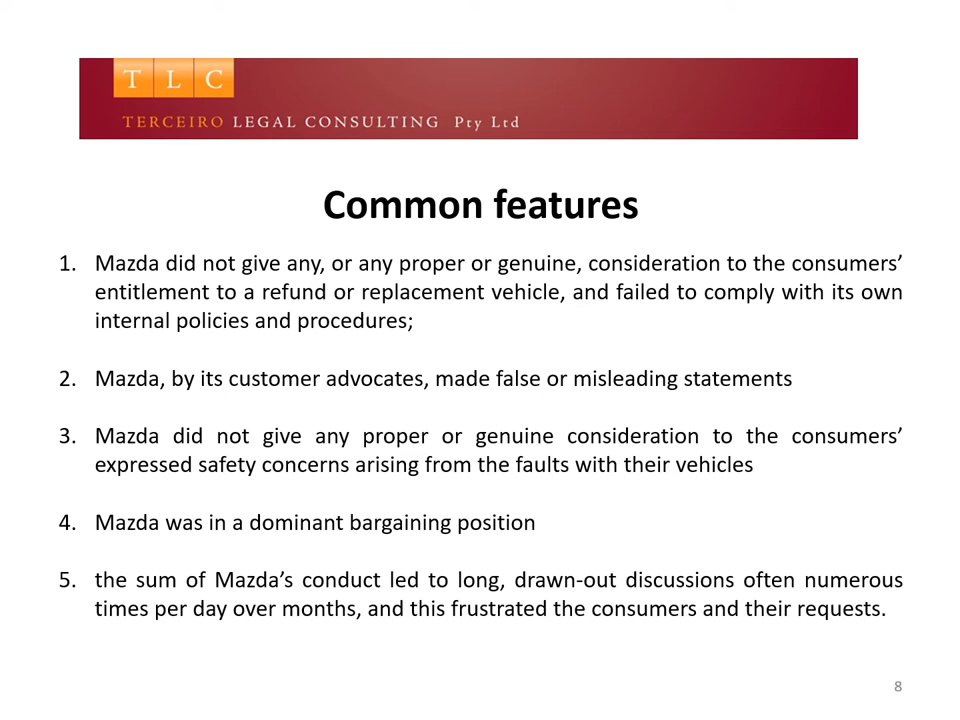 T L C
TERCEIRO LEGAL CONSULTING Pty Ltd
Common features
1. Mazda did not give any, or any proper or genuine, consideration to the consumers’
entitlement to a refund or replacement vehicle, and failed to comply with its own
internal policies and procedures;
2. Mazda, by its customer advocates, made false or misleading statements
3. Mazda did not give any proper or genuine consideration to the consumers’
expressed safety concerns arising from the faults with their vehicles
4. Mazda was in a dominant bargaining position
5. the sum of Mazda’s conduct led to long, drawn-out discussions often numerous
times per day over months, and this frustrated the consumers and their requests.
8